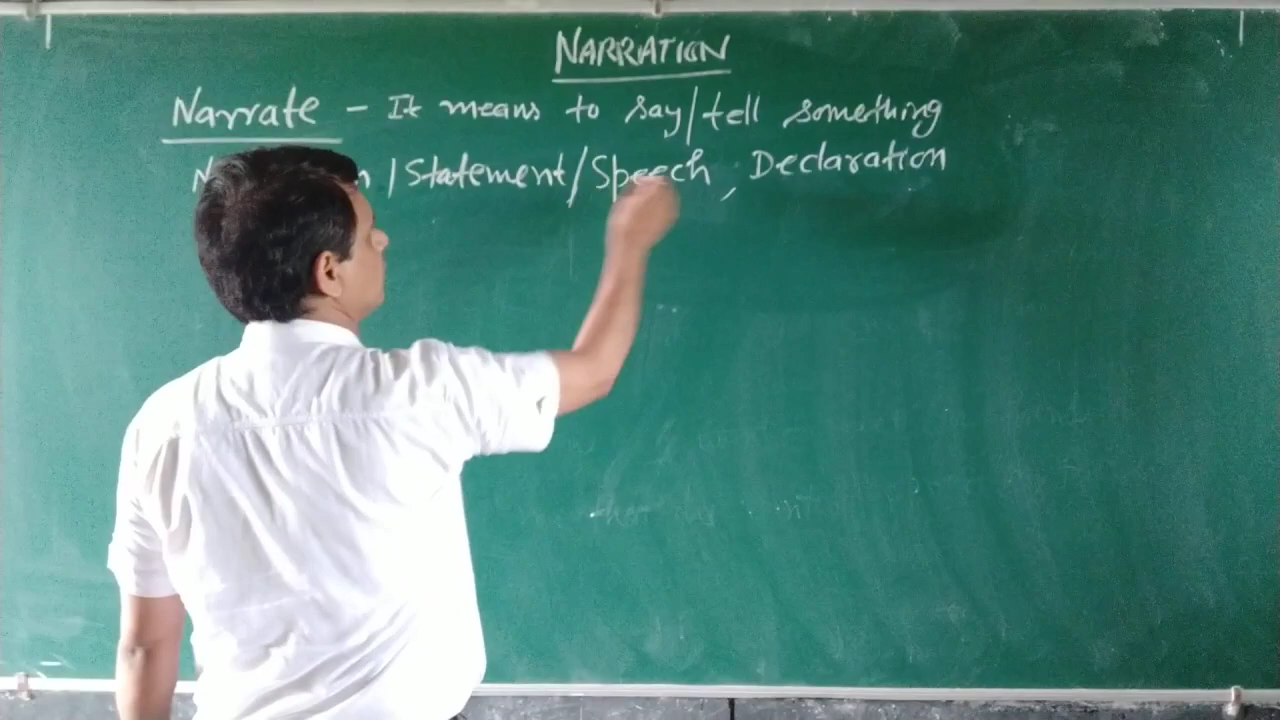 NARRATION
Narrate - It means to say/tell something
/Statement/Speech, Declaration